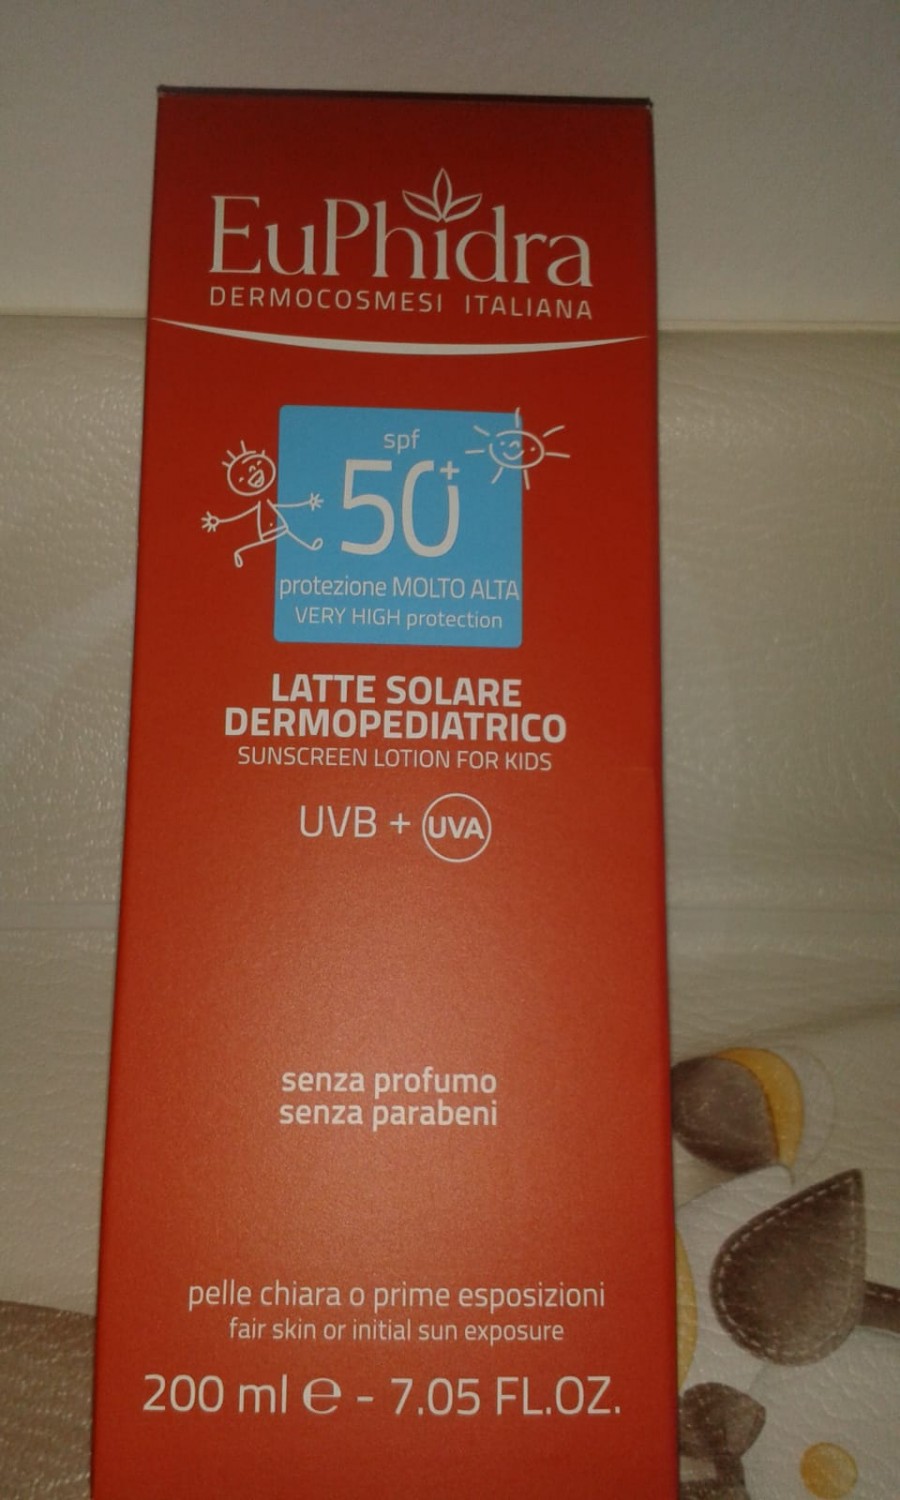 EuPhidra
DERMOCOSMESI ITALIANA
spf
50+
protezione MOLTO ALTA
VERY HIGH protection
LATTE SOLARE
DERMOPEDIATRICO
SUNSCREEN LOTION FOR KIDS
UVB + UVA
senza profumo
senza parabeni
pelle chiara o prime esposizioni
fair skin or initial sun exposure
200 ml ℮ - 7.05 FL.OZ.